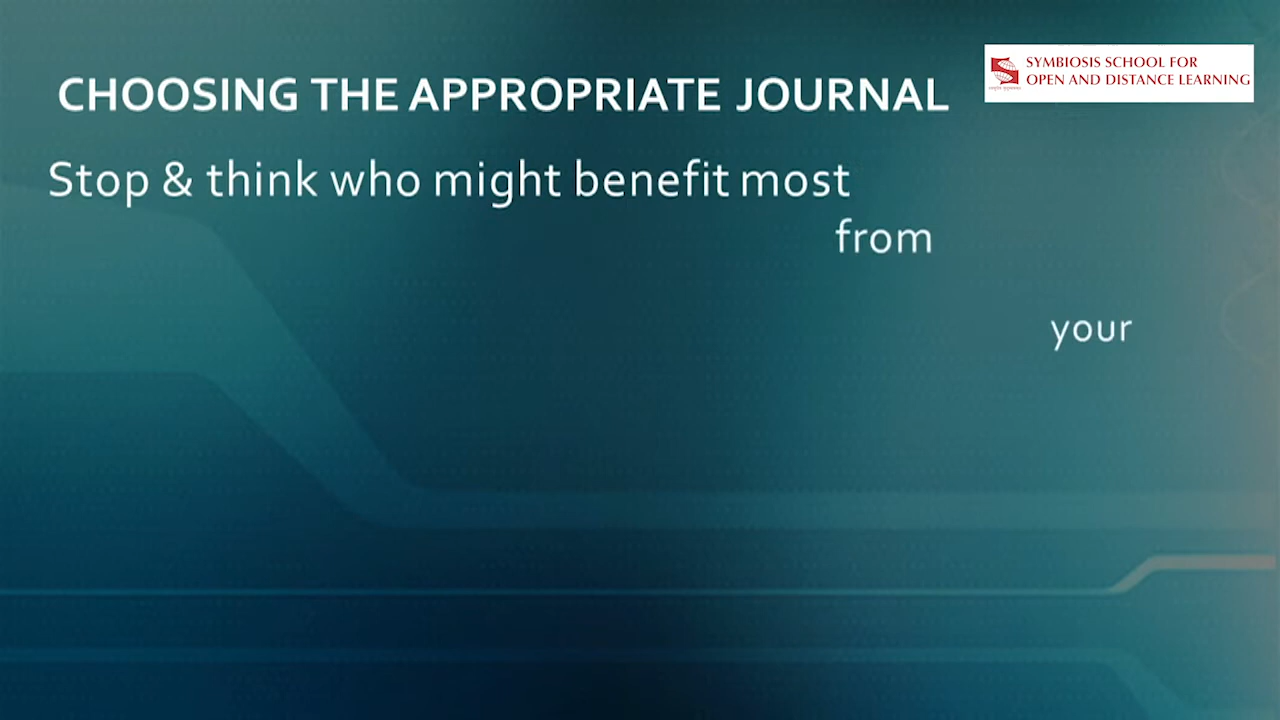 CHOOSING THE APPROPRIATE JOURNAL
SYMBIOSIS SCHOOL FOR
OPEN AND DISTANCE LEARNING
Stop & think who might benefit most
from
your